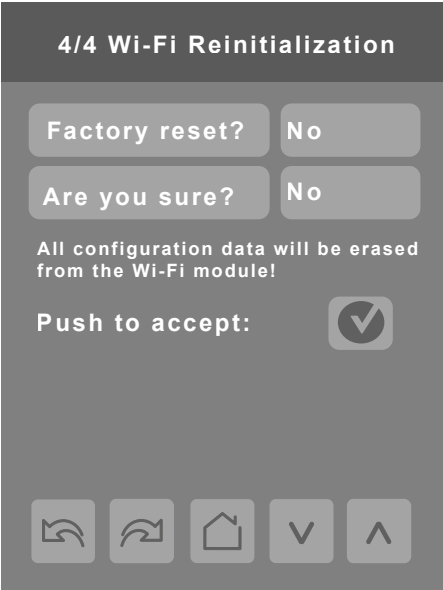 4/4 Wi-Fi Reinitialization
Factory reset? No
Are you sure? No
All configuration data will be erased
from the Wi-Fi module!
Push to accept: